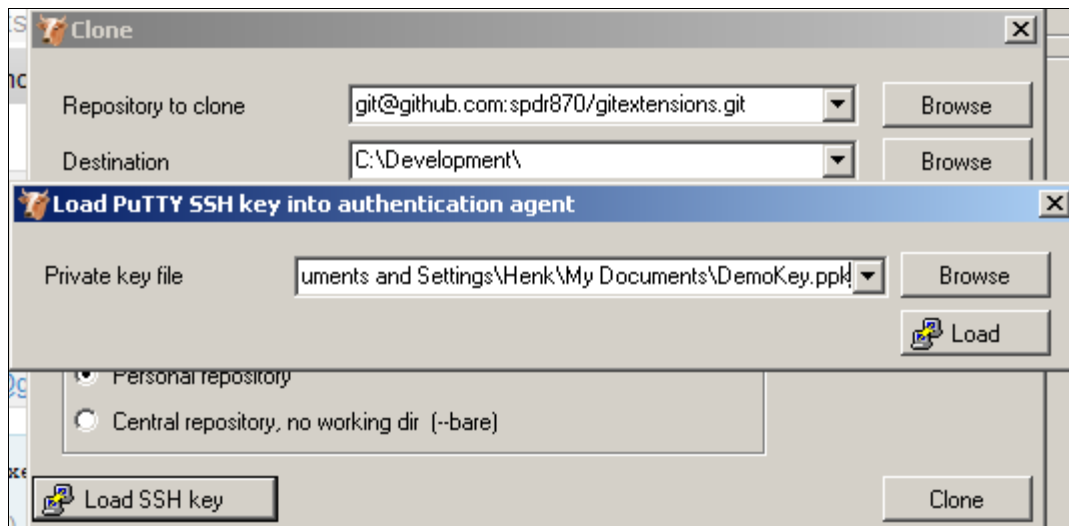 Clone
Repository to clone git@github.com:spdr870/gitextensions.git Browse
Destination C:\Development\ Browse
Load PuTTY SSH key into authentication agent
Private key file uments and Settings\Henk\My Documents\DemoKey.ppk Browse
Load
Personal repository
Central repository, no working dir (--bare)
Load SSH key Clone